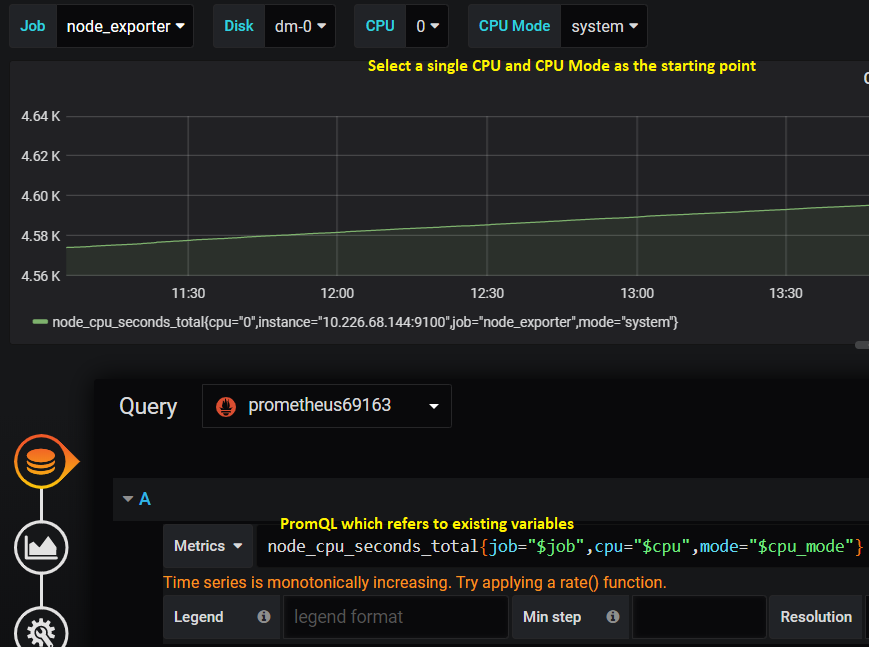 Job node_exporter Disk dm-0 CPU 0 CPU Mode system
Select a single CPU and CPU Mode as the starting point
4.64 K
4.62 K
4.60 K
4.58 K
4.56 K
11:30 12:00 12:30 13:00 13:30
node_cpu_seconds_total{cpu="0",instance="10.226.68.144:9100",job="node_exporter",mode="system"}
Query prometheus69163
A
PromQL which refers to existing variables
Metrics node_cpu_seconds_total{job="$job",cpu="$cpu",mode="$cpu_mode"}
Time series is monotonically increasing. Try applying a rate() function.
Legend legend format Min step Resolution